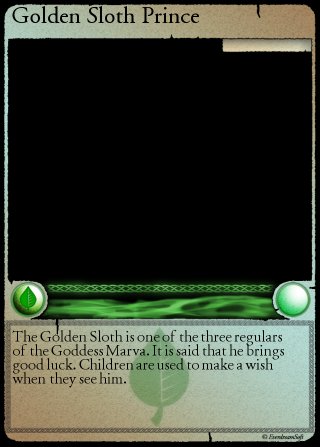 Golden Sloth Prince
The Golden Sloth is one of the three regulars
of the Goddess Marva. It is said that he brings
good luck. Children are used to make a wish
when they see him.
© EverdreamSoft